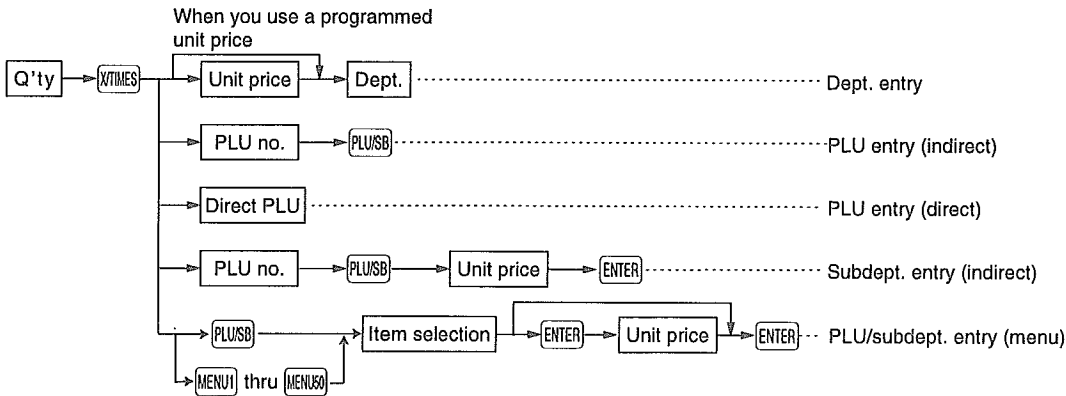 When you use a programmed
unit price
Q'ty X/TIMES Unit price Dept. Dept. entry
PLU no. PLU/SB PLU entry (indirect)
Direct PLU PLU entry (direct)
PLU no. PLU/SB Unit price ENTER Subdept. entry (indirect)
PLU/SB Item selection ENTER Unit price ENTER PLU/subdept. entry (menu)
MENU1 thru MENU50